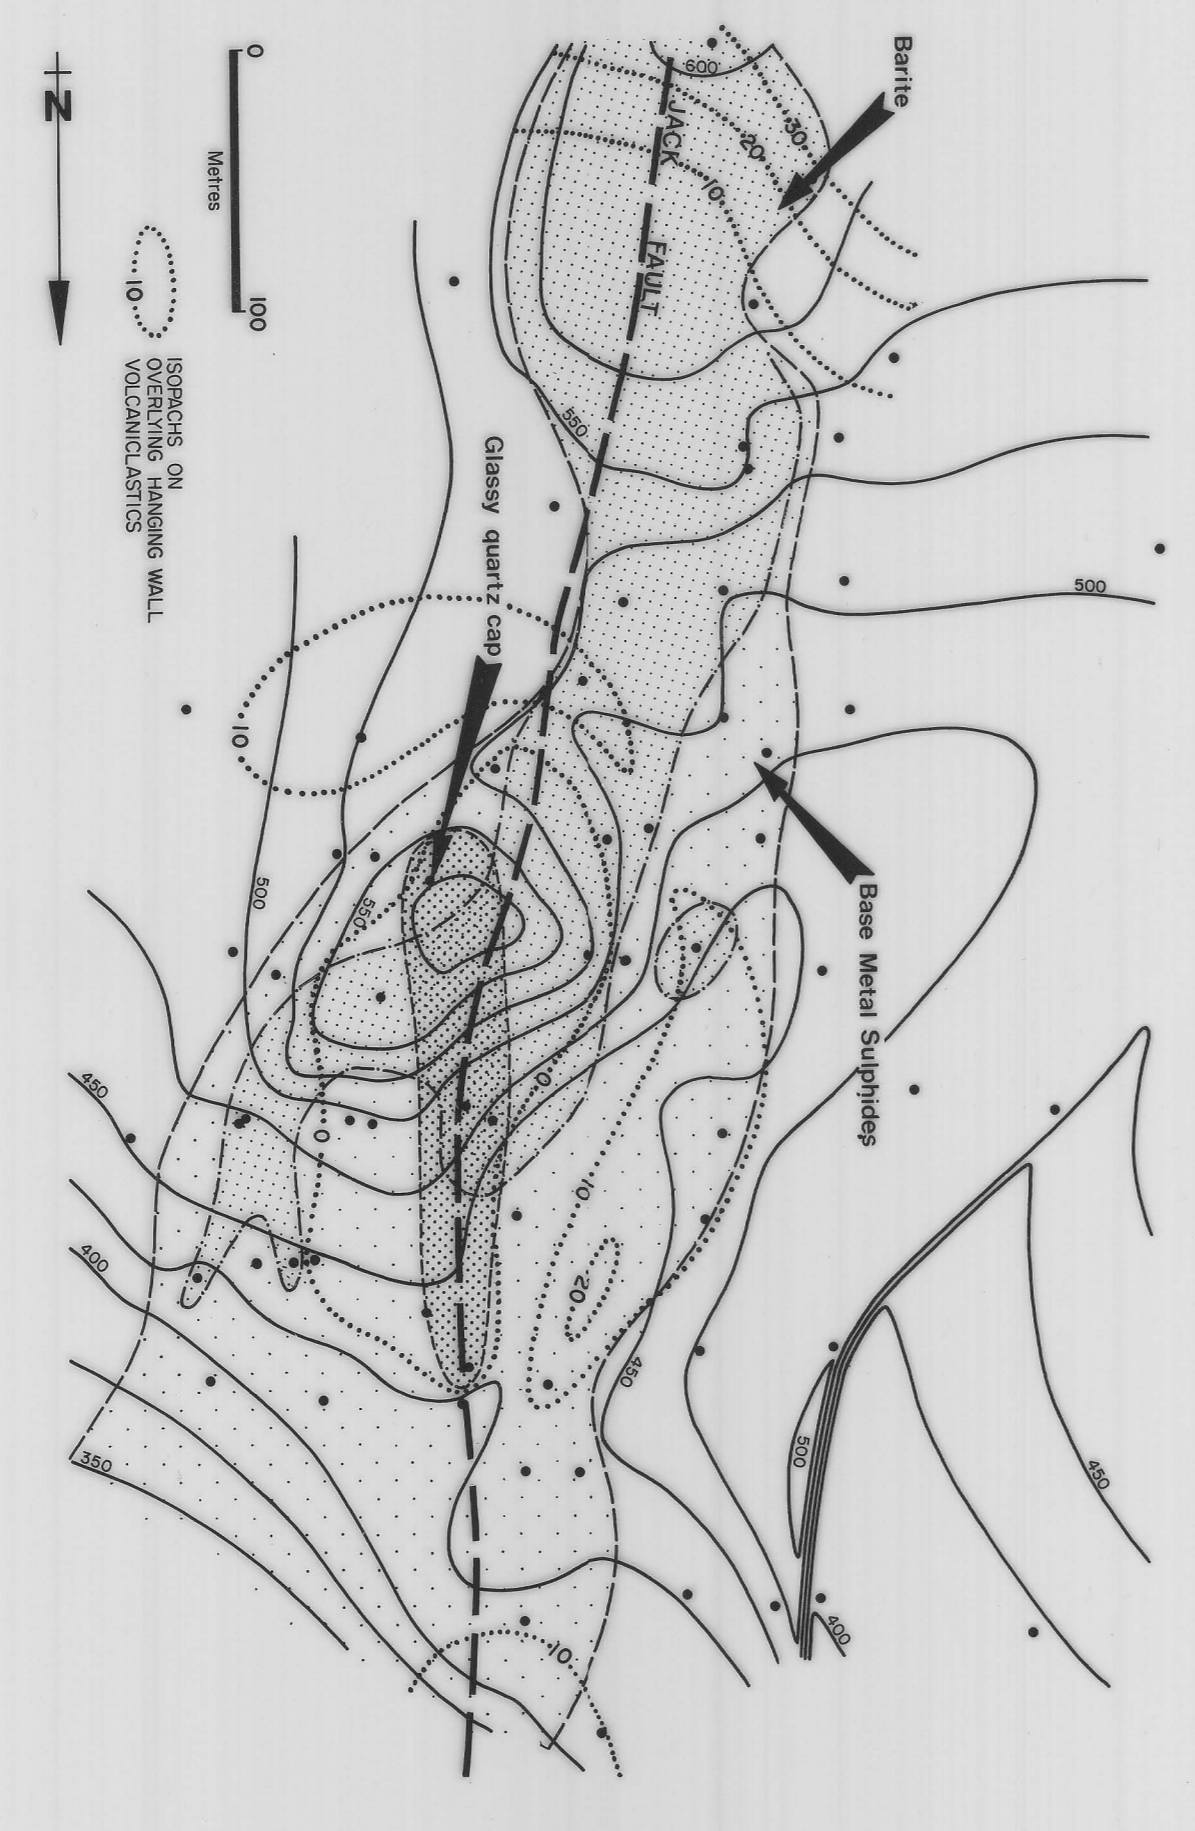 Barite
600
JACK FAULT
30
20
10
N
0
100
Metres
10
ISOPACHS ON
OVERLYING HANGING WALL
VOLCANICLASTICS
Glassy quartz cap
550
500
10
Base Metal Sulphides
500
550
450
0
0
10
20
400
450
500
450
350
400
10